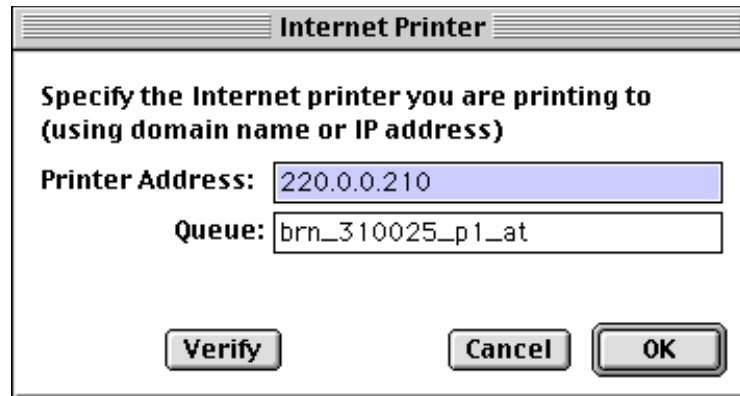 Internet Printer
Specify the Internet printer you are printing to
(using domain name or IP address)
Printer Address: 220.0.0.210
Queue: brn_310025_p1_at
Verify Cancel OK